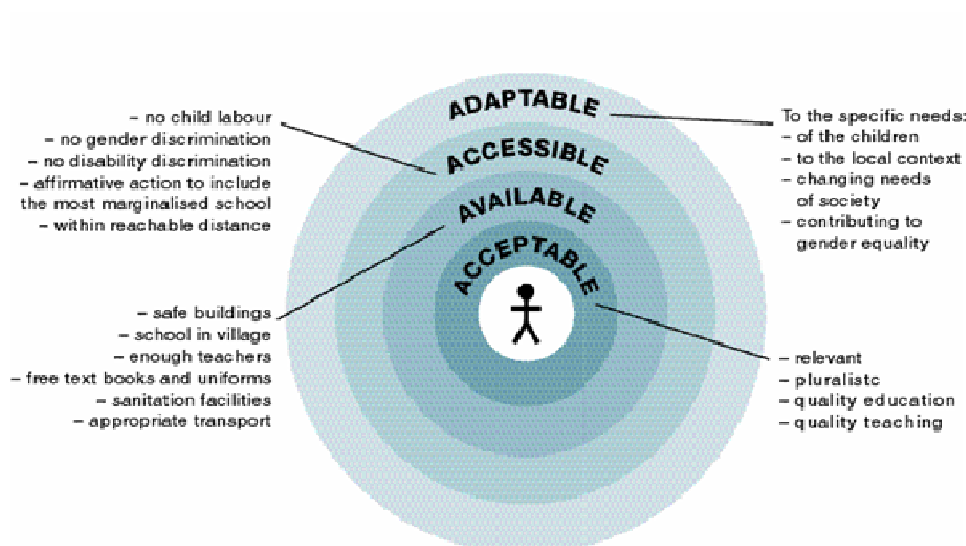 ADAPTABLE
ACCESSIBLE
AVAILABLE
ACCEPTABLE
– no child labour
– no gender discrimination
– no disability discrimination
– affirmative action to include
the most marginalised school
– within reachable distance
– safe buildings
– school in village
– enough teachers
– free text books and uniforms
– sanitation facilities
– appropriate transport
To the specific needs:
– of the children
– to the local context
– changing needs
of society
– contributing to
gender equality
– relevant
– pluralistc
– quality education
– quality teaching